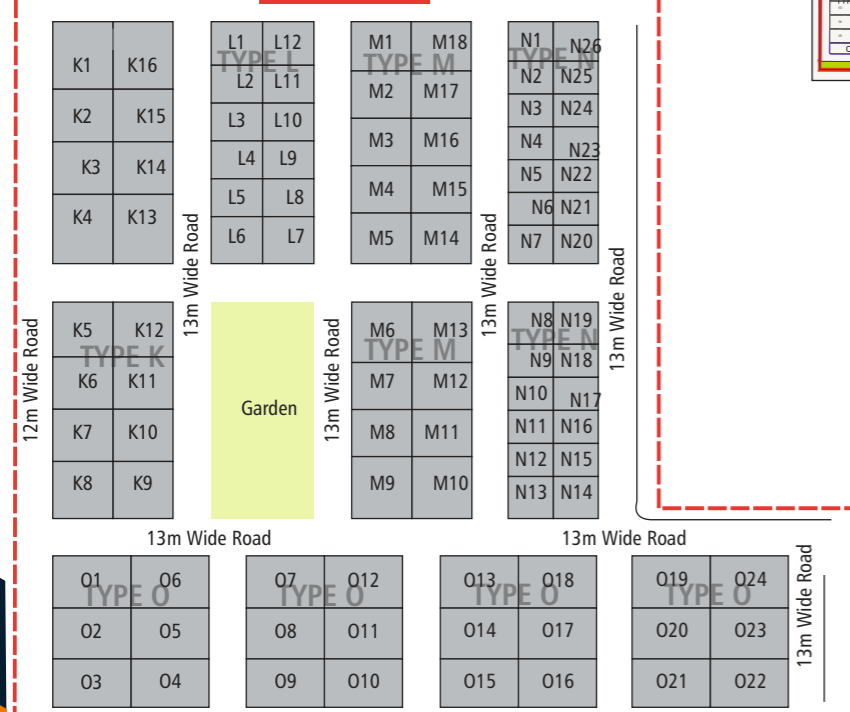 L1 L12 M1 M18 N1 N26
K1 K16 TYPE L TYPE M TYPE N
L2 L11 M2 M17 N2 N25
K2 K15 L3 L10 N3 N24
K3 K14 L4 L9 M3 M16 N4 N23
L5 L8 M4 M15 N5 N22
K4 K13 N6 N21
L6 L7 M5 M14 N7 N20
13m Wide Road
13m Wide Road
13m Wide Road
K5 K12 M6 M13 N8 N19
TYPE K TYPE M TYPE N
N9 N18
K6 K11 M7 M12 N10 N17
12m Wide Road
Garden
13m Wide Road
K7 K10 M8 M11 N11 N16
N12 N15
K8 K9 M9 M10 N13 N14
13m Wide Road 13m Wide Road
O1 O6 O7 O12 O13 O18 O19 O24
TYPE O TYPE O TYPE O TYPE O
O2 O5 O8 O11 O14 O17 O20 O23
13m Wide Road
O3 O4 O9 O10 O15 O16 O21 O22